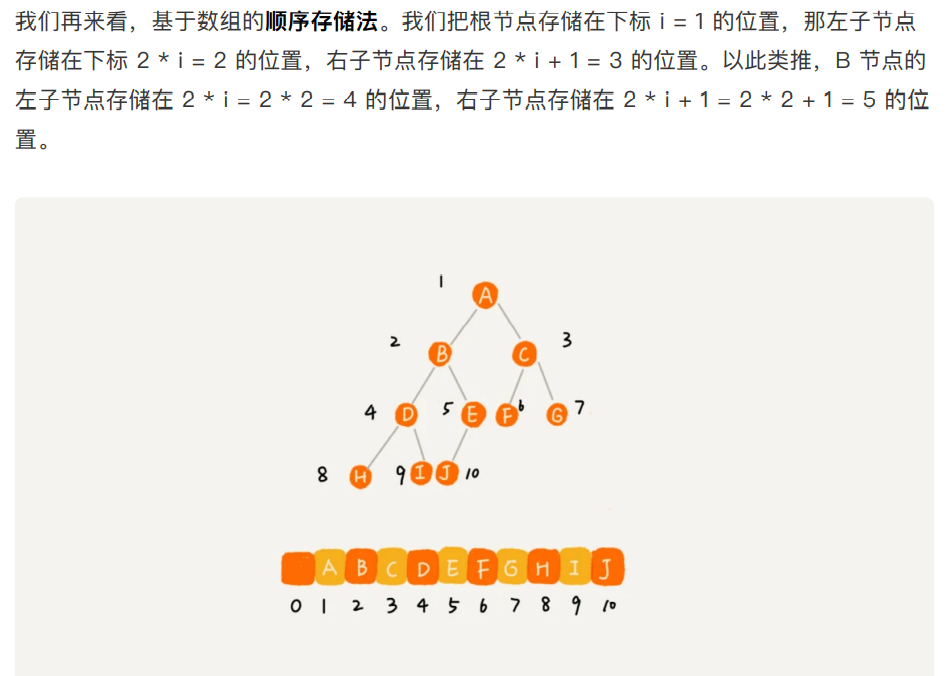 我们再来看，基于数组的顺序存储法。我们把根节点存储在下标 i = 1 的位置，那左子节点
存储在下标 2 * i = 2 的位置，右子节点存储在 2 * i + 1 = 3 的位置。以此类推，B 节点的
左子节点存储在 2 * i = 2 * 2 = 4 的位置，右子节点存储在 2 * i + 1 = 2 * 2 + 1 = 5 的位
置。
1 A
2 B C 3
4 D 5 E F 6 G 7
8 H 9 I J 10
A B C D E F G H I J
0 1 2 3 4 5 6 7 8 9 10